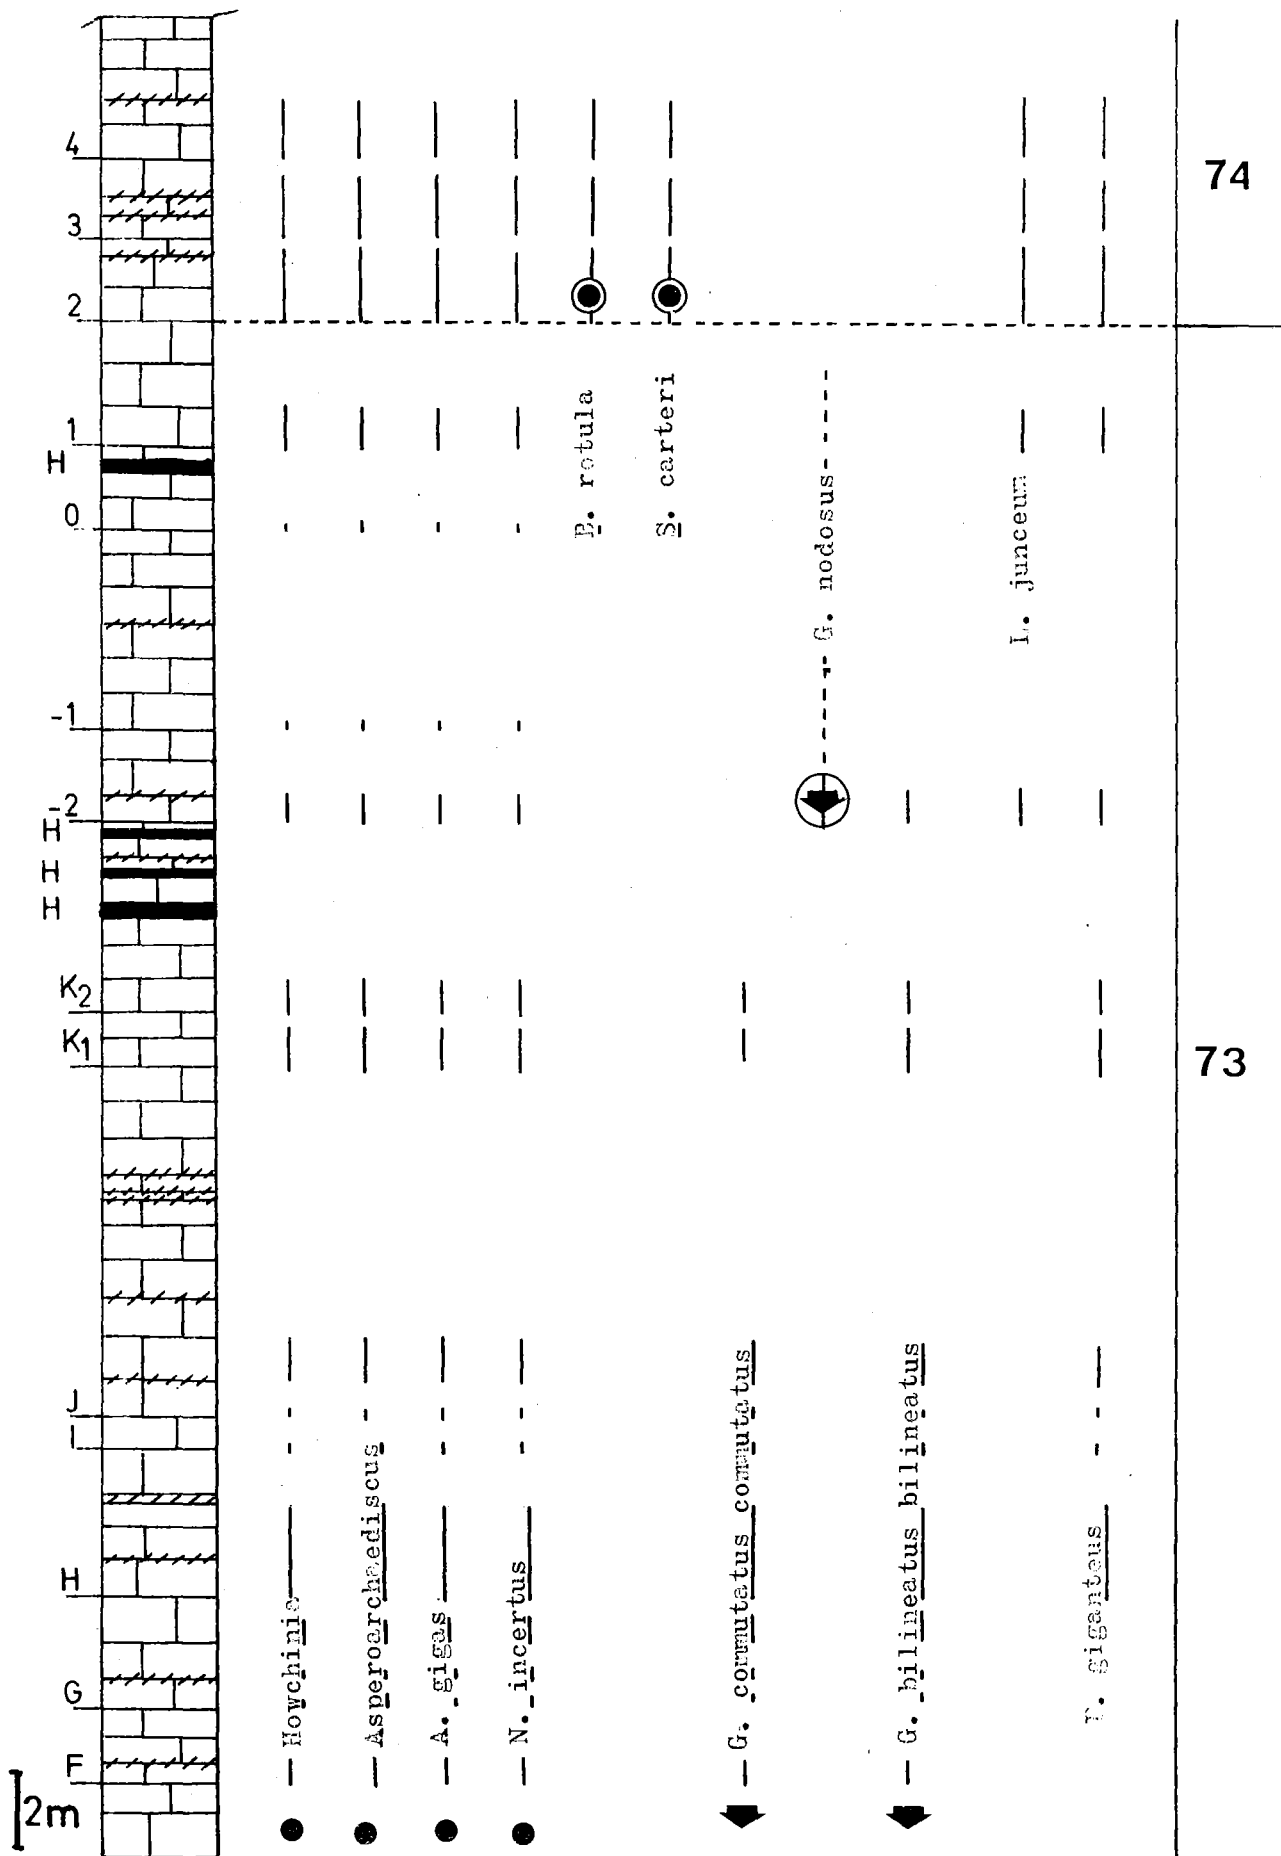 4
74
3
2
1
H
0
-1
-2
H
H
H
K2
K1
73
J
I
H
G
F
2m
Howchinia
Asperoarchaediscus
A. gigas
N. incertus
B. rotula
S. carteri
G. commutatus commutatus
G. nodosus
G. bilineatus bilineatus
L. junceum
giganteus